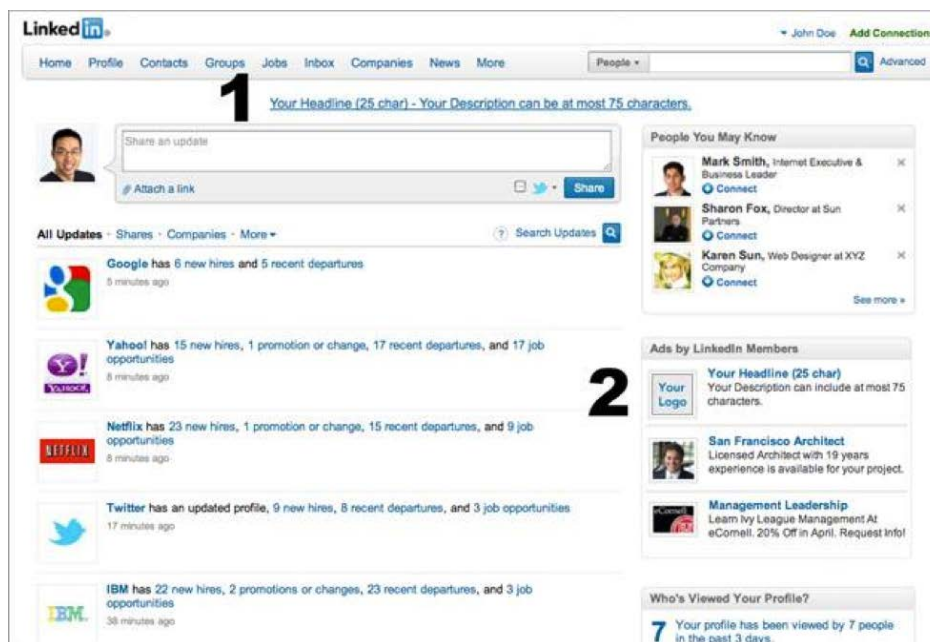 Linked in
John Doe Add Connection
Home Profile Contacts Groups Jobs Inbox Companies News More People Advanced
1
Your Headline (25 char) - Your Description can be at most 75 characters.
Share an update
Attach a link Share
All Updates · Shares · Companies · More ? Search Updates
Google has 6 new hires and 5 recent departures
5 minutes ago
Y!
YAHOO!
Yahoo! has 15 new hires, 1 promotion or change, 17 recent departures, and 17 job
opportunities
8 minutes ago
NETFLIX
Netflix has 23 new hires, 1 promotion or change, 15 recent departures, and 9 job
opportunities
8 minutes ago
Twitter has an updated profile, 9 new hires, 8 recent departures, and 3 job opportunities
17 minutes ago
IBM.
IBM has 22 new hires, 2 promotions or changes, 23 recent departures, and 3 job
opportunities
38 minutes ago
People You May Know
Mark Smith, Internet Executive &
Business Leader
Connect
Sharon Fox, Director at Sun
Partners
Connect
Karen Sun, Web Designer at XYZ
Company
Connect
See more »
2
Ads by LinkedIn Members
Your
Logo
Your Headline (25 char)
Your Description can include at most 75
characters.
San Francisco Architect
Licensed Architect with 19 years
experience is available for your project.
eCornell
Management Leadership
Learn Ivy League Management At
eCornell. 20% Off in April. Request Info!
Who's Viewed Your Profile?
7 Your profile has been viewed by 7 people
in the past 3 days.